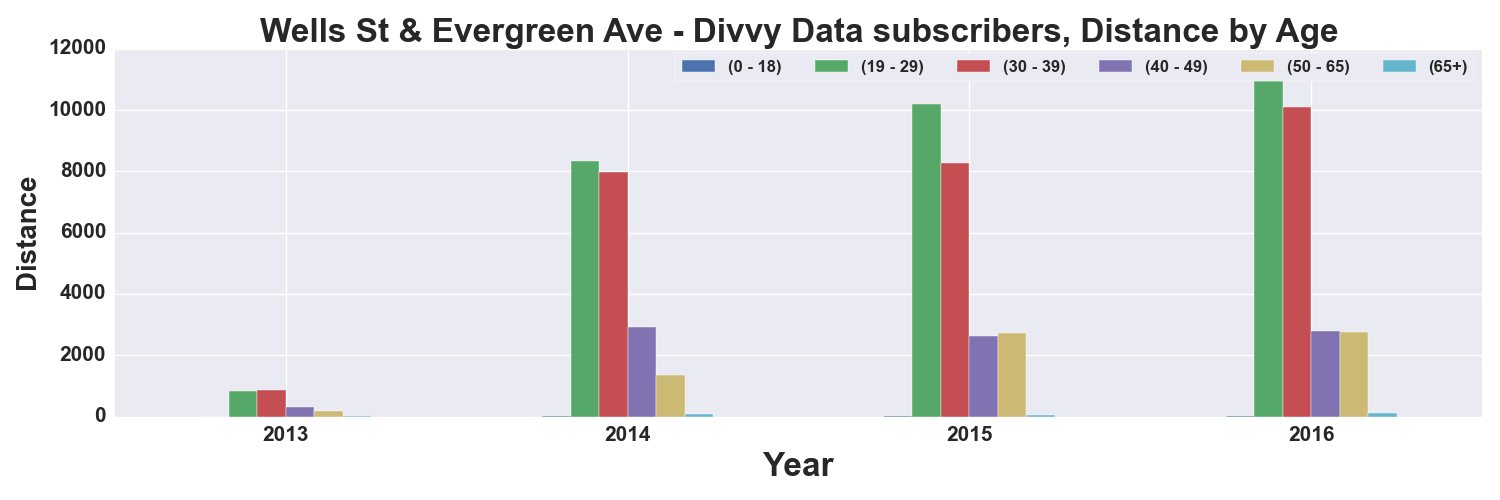 Wells St & Evergreen Ave - Divvy Data subscribers, Distance by Age
(0 - 18) (19 - 29) (30 - 39) (40 - 49) (50 - 65) (65+)
12000
10000
8000
6000
4000
2000
0
Distance
2013 2014 2015 2016
Year